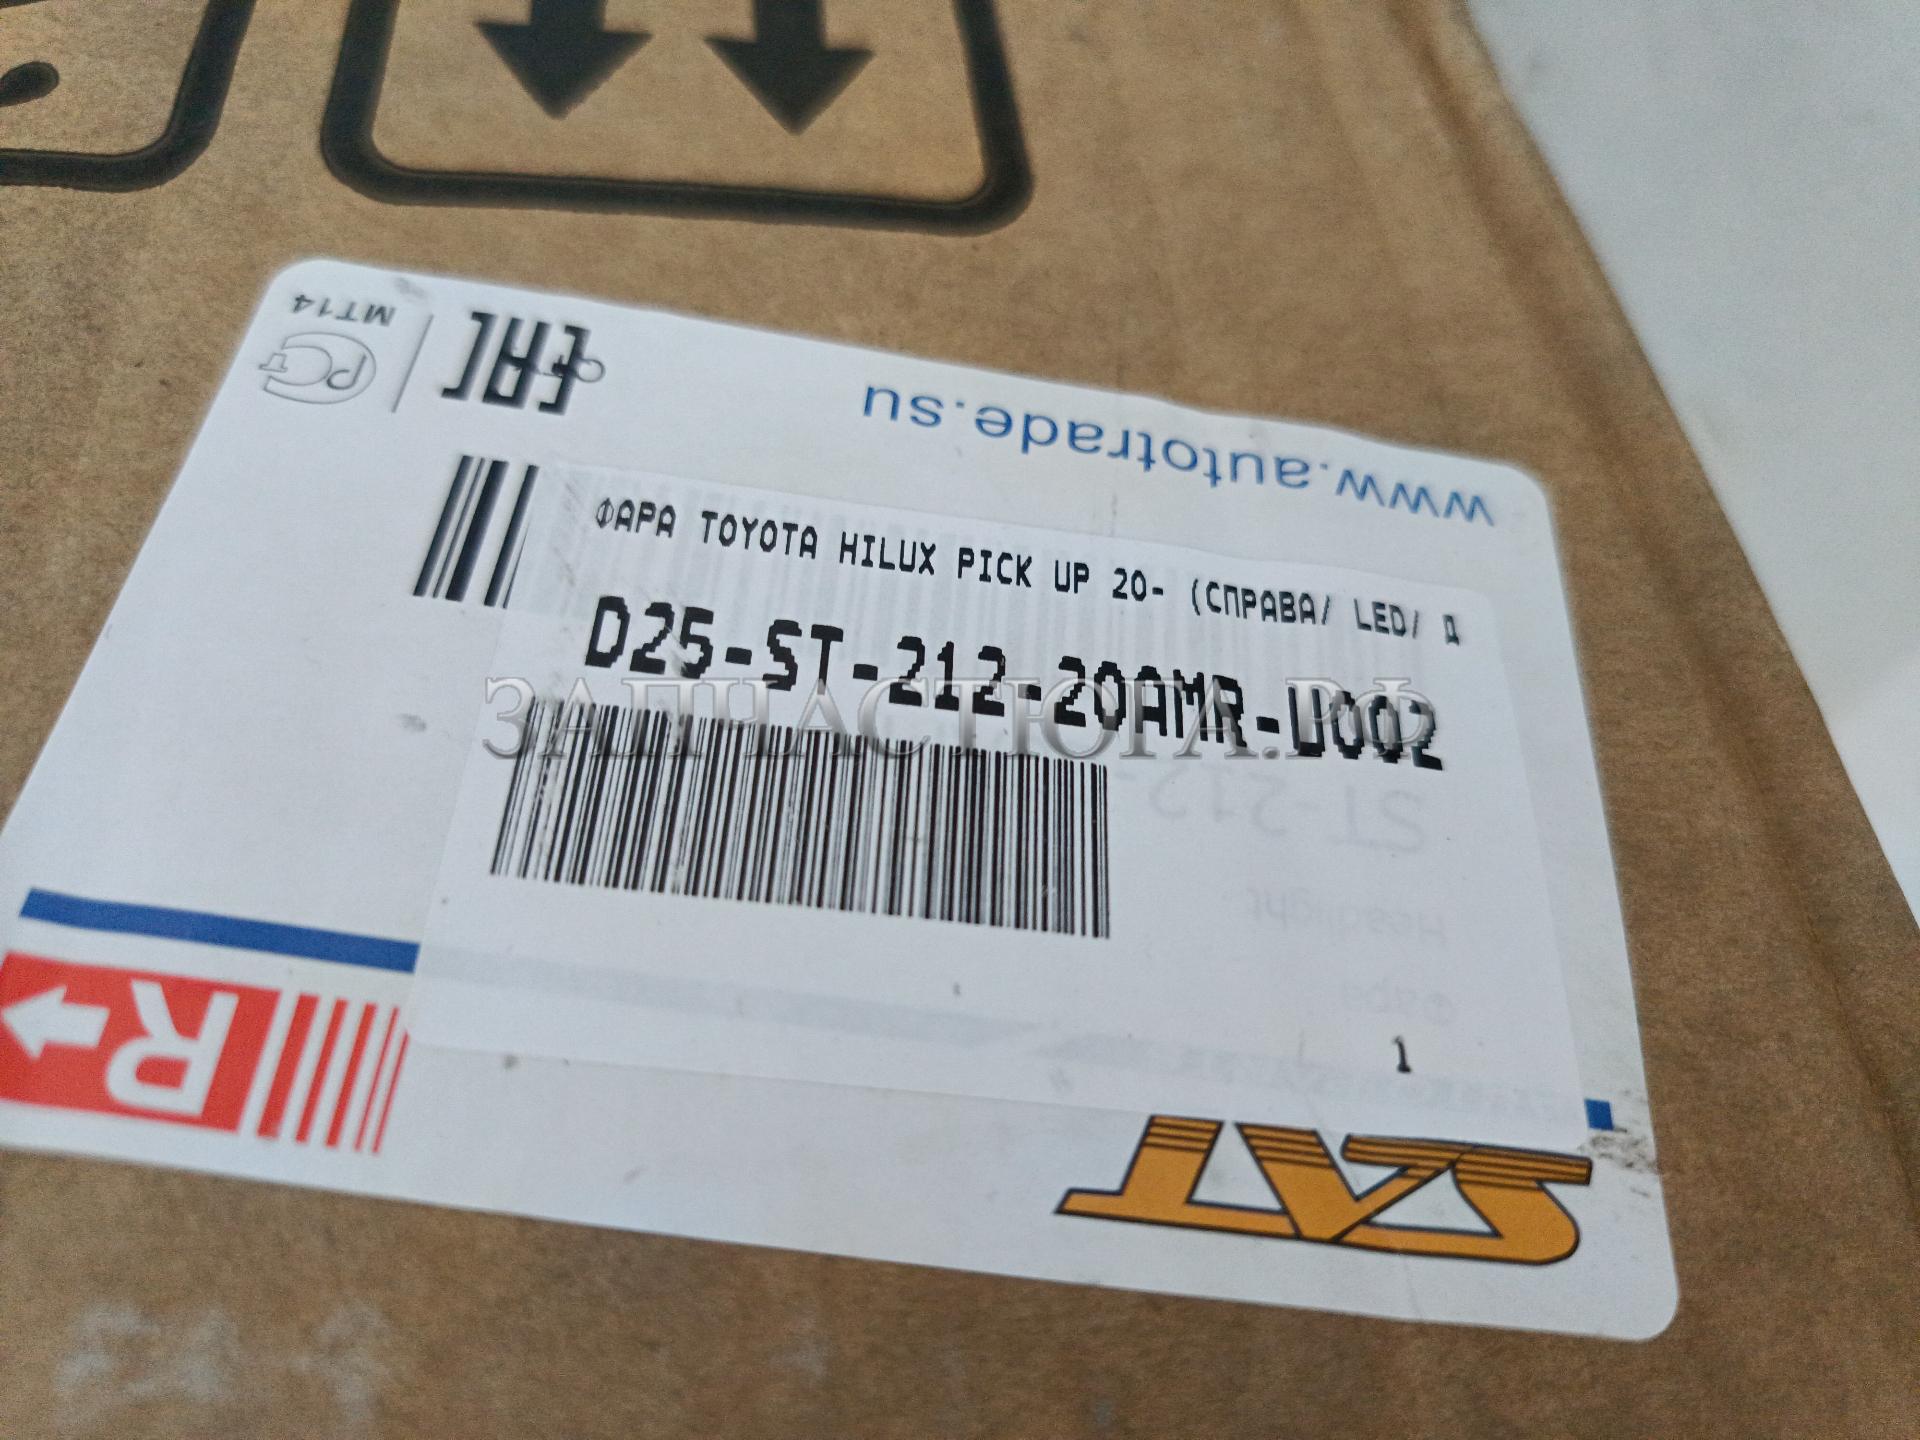 MT14
РСТ
EAC
www.autotrade.su
ФАРА TOYOTA HILUX PICK UP 20- (СПРАВА/ LED/ Д
D25-ST-212-20AMR-U002
ЗАПЧАСТЮГА.РФ
ST-212-
Headlight
Фара
1
R
SAT